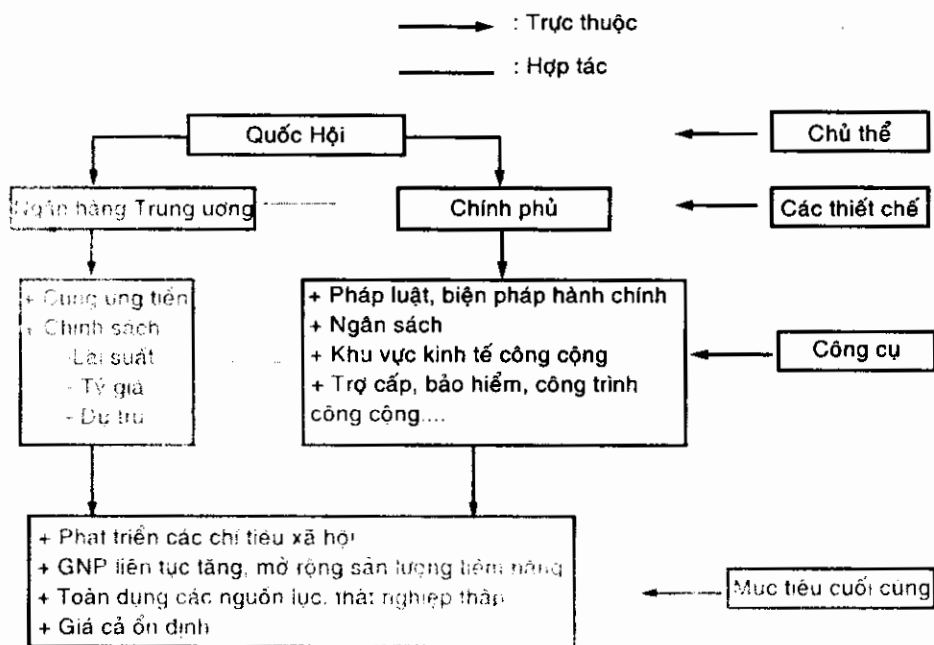 : Trực thuộc
: Hợp tác
Quốc Hội
Chủ thể
Ngân hàng Trung ương
Chính phủ
Các thiết chế
+ Cung ứng tiền
+ Chính sách
-Lãi suất
- Tỷ giá
- Dự trữ
+ Pháp luật, biện pháp hành chính
+ Ngân sách
+ Khu vực kinh tế công cộng
+ Trợ cấp, bảo hiểm, công trình
công cộng....
Công cụ
+ Phát triển các chỉ tiêu xã hội
+ GNP liên tục tăng, mở rộng sản lượng tiềm năng
+ Toàn dụng các nguồn lực, thất nghiệp thấp
+ Giá cả ổn định
Mục tiêu cuối cùng